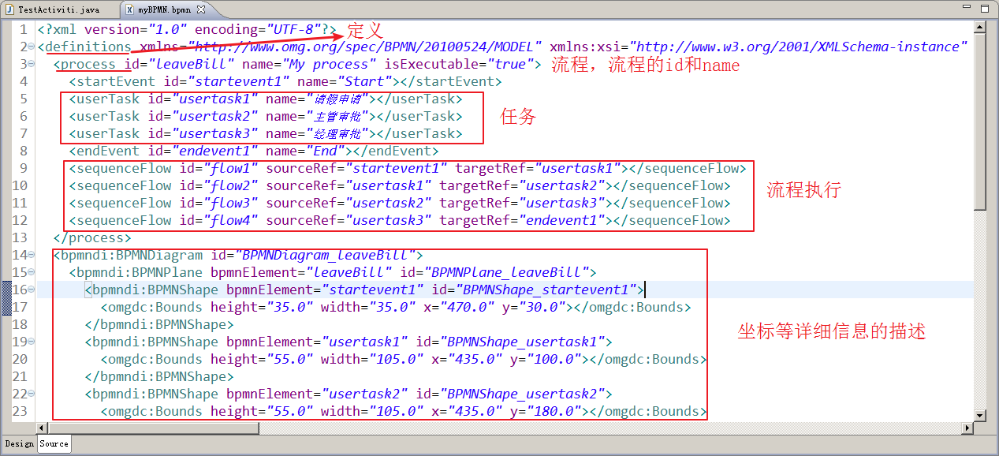 TestActiviti.java myBPMN.bpmn
1 <?xml version="1.0" encoding="UTF-8"?> 定义
2 <definitions xmlns="http://www.omg.org/spec/BPMN/20100524/MODEL" xmlns:xsi="http://www.w3.org/2001/XMLSchema-instance"
3 <process id="leaveBill" name="My process" isExecutable="true"> 流程，流程的id和name
4 <startEvent id="startevent1" name="Start"></startEvent>
5 <userTask id="usertask1" name="请假申请"></userTask>
6 <userTask id="usertask2" name="主管审批"></userTask> 任务
7 <userTask id="usertask3" name="经理审批"></userTask>
8 <endEvent id="endevent1" name="End"></endEvent>
9 <sequenceFlow id="flow1" sourceRef="startevent1" targetRef="usertask1"></sequenceFlow>
10 <sequenceFlow id="flow2" sourceRef="usertask1" targetRef="usertask2"></sequenceFlow> 流程执行
11 <sequenceFlow id="flow3" sourceRef="usertask2" targetRef="usertask3"></sequenceFlow>
12 <sequenceFlow id="flow4" sourceRef="usertask3" targetRef="endevent1"></sequenceFlow>
13 </process>
14 <bpmndi:BPMNDiagram id="BPMNDiagram_leaveBill">
15 <bpmndi:BPMNPlane bpmnElement="leaveBill" id="BPMNPlane_leaveBill">
16 <bpmndi:BPMNShape bpmnElement="startevent1" id="BPMNShape_startevent1">
17 <omgdc:Bounds height="35.0" width="35.0" x="470.0" y="30.0"></omgdc:Bounds>
18 </bpmndi:BPMNShape> 坐标等详细信息的描述
19 <bpmndi:BPMNShape bpmnElement="usertask1" id="BPMNShape_usertask1">
20 <omgdc:Bounds height="55.0" width="105.0" x="435.0" y="100.0"></omgdc:Bounds>
21 </bpmndi:BPMNShape>
22 <bpmndi:BPMNShape bpmnElement="usertask2" id="BPMNShape_usertask2">
23 <omgdc:Bounds height="55.0" width="105.0" x="435.0" y="180.0"></omgdc:Bounds>
Design Source